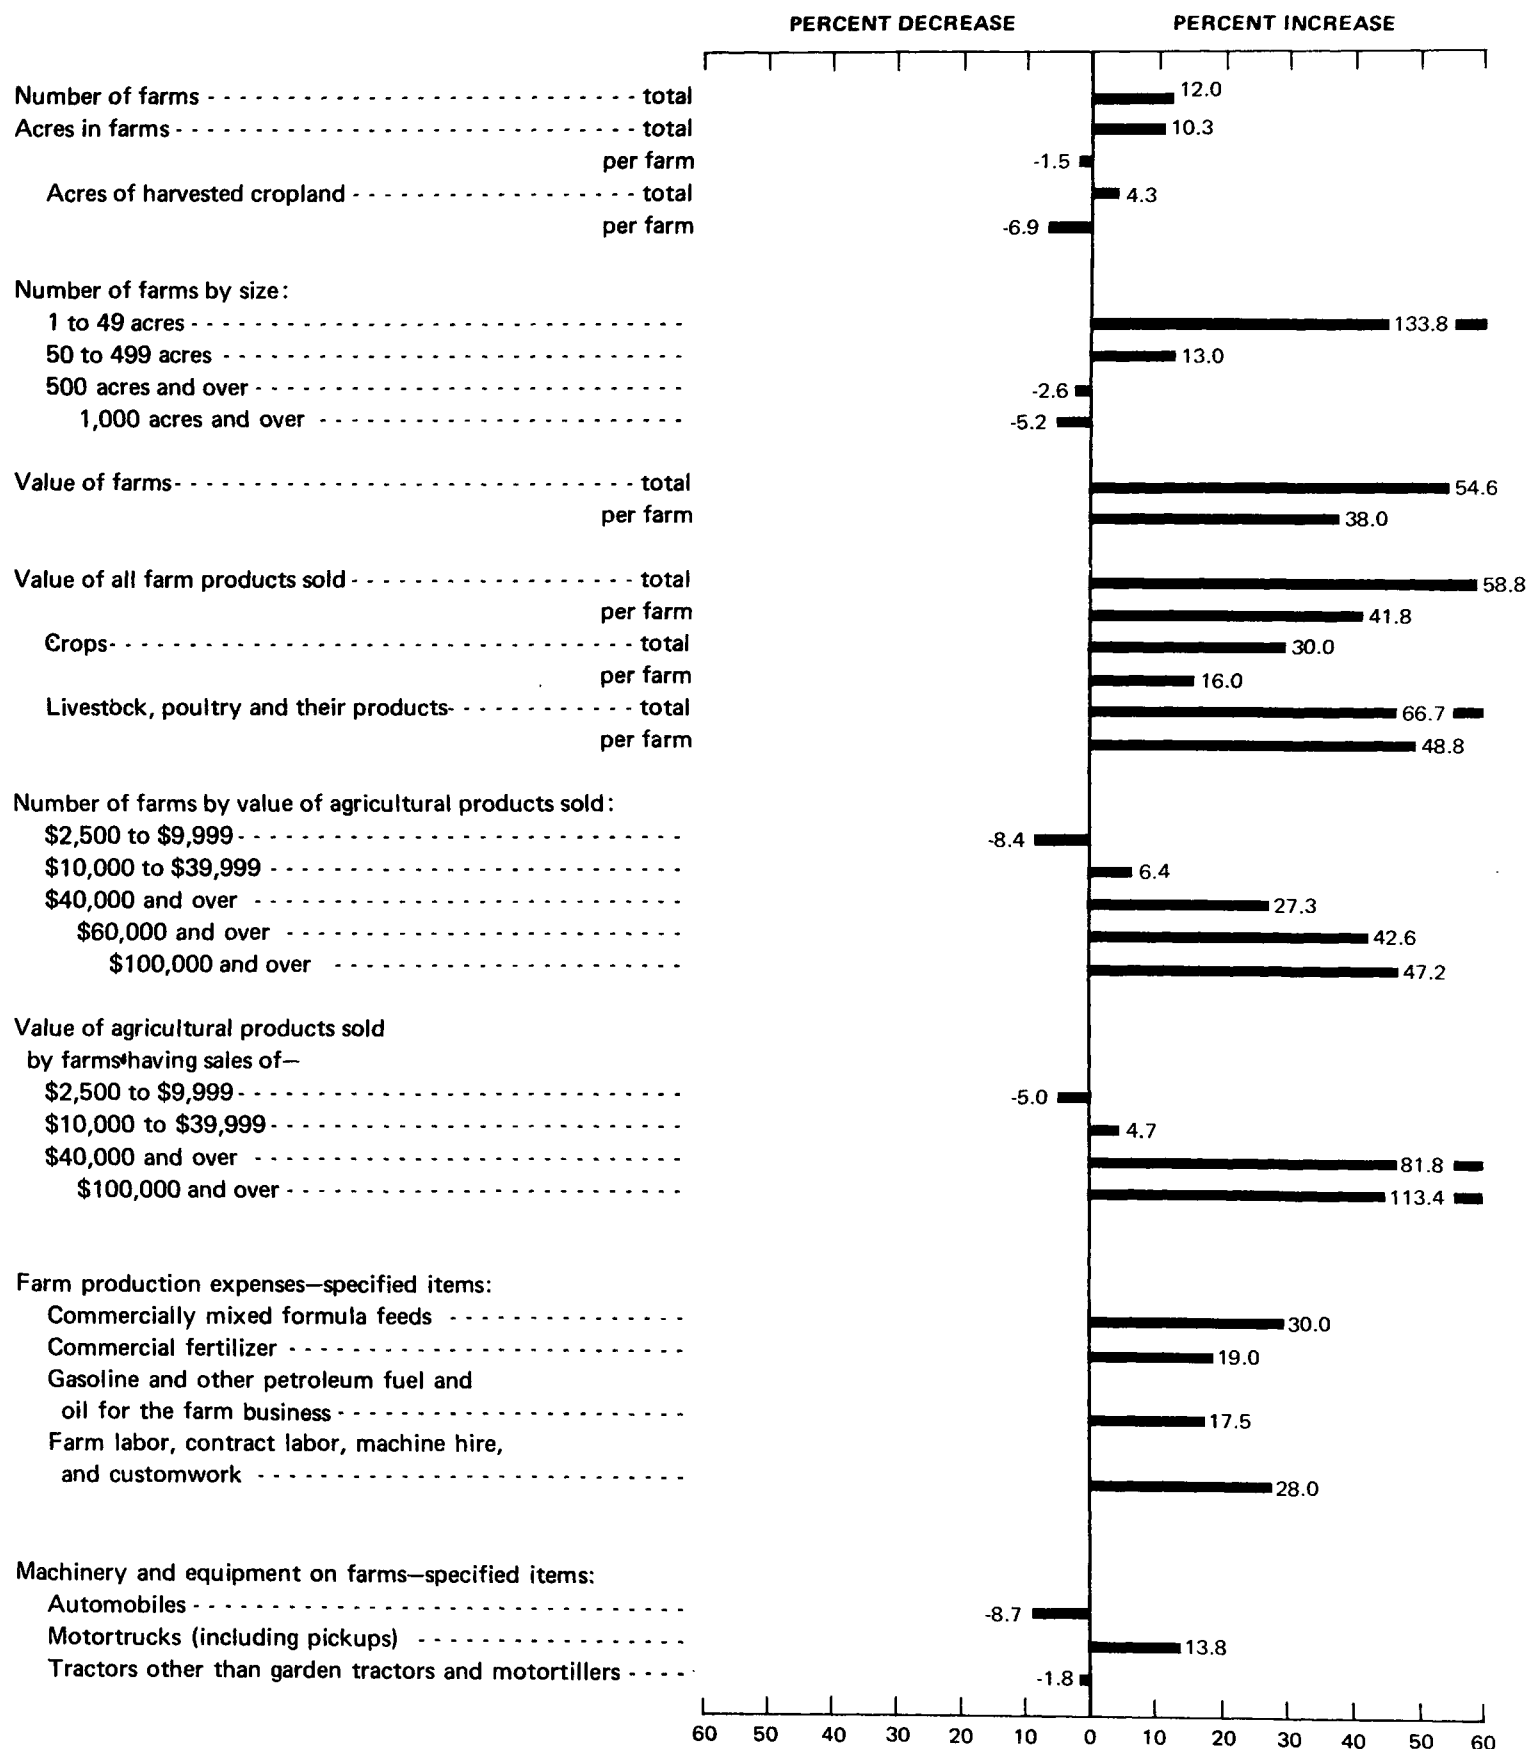 PERCENT DECREASE PERCENT INCREASE
Number of farms total 12.0
Acres in farms total 10.3
per farm -1.5
Acres of harvested cropland total 4.3
per farm -6.9
Number of farms by size:
1 to 49 acres 133.8
50 to 499 acres 13.0
500 acres and over -2.6
1,000 acres and over -5.2
Value of farms total 54.6
per farm 38.0
Value of all farm products sold total 58.8
per farm 41.8
Crops total 30.0
per farm 16.0
Livestock, poultry and their products total 66.7
per farm 48.8
Number of farms by value of agricultural products sold:
$2,500 to $9,999 -8.4
$10,000 to $39,999 6.4
$40,000 and over 27.3
$60,000 and over 42.6
$100,000 and over 47.2
Value of agricultural products sold
by farms having sales of—
$2,500 to $9,999 -5.0
$10,000 to $39,999 4.7
$40,000 and over 81.8
$100,000 and over 113.4
Farm production expenses—specified items:
Commercially mixed formula feeds 30.0
Commercial fertilizer 19.0
Gasoline and other petroleum fuel and
oil for the farm business 17.5
Farm labor, contract labor, machine hire,
and customwork 28.0
Machinery and equipment on farms—specified items:
Automobiles -8.7
Motortrucks (including pickups) 13.8
Tractors other than garden tractors and motortillers -1.8
60 50 40 30 20 10 0 10 20 30 40 50 60